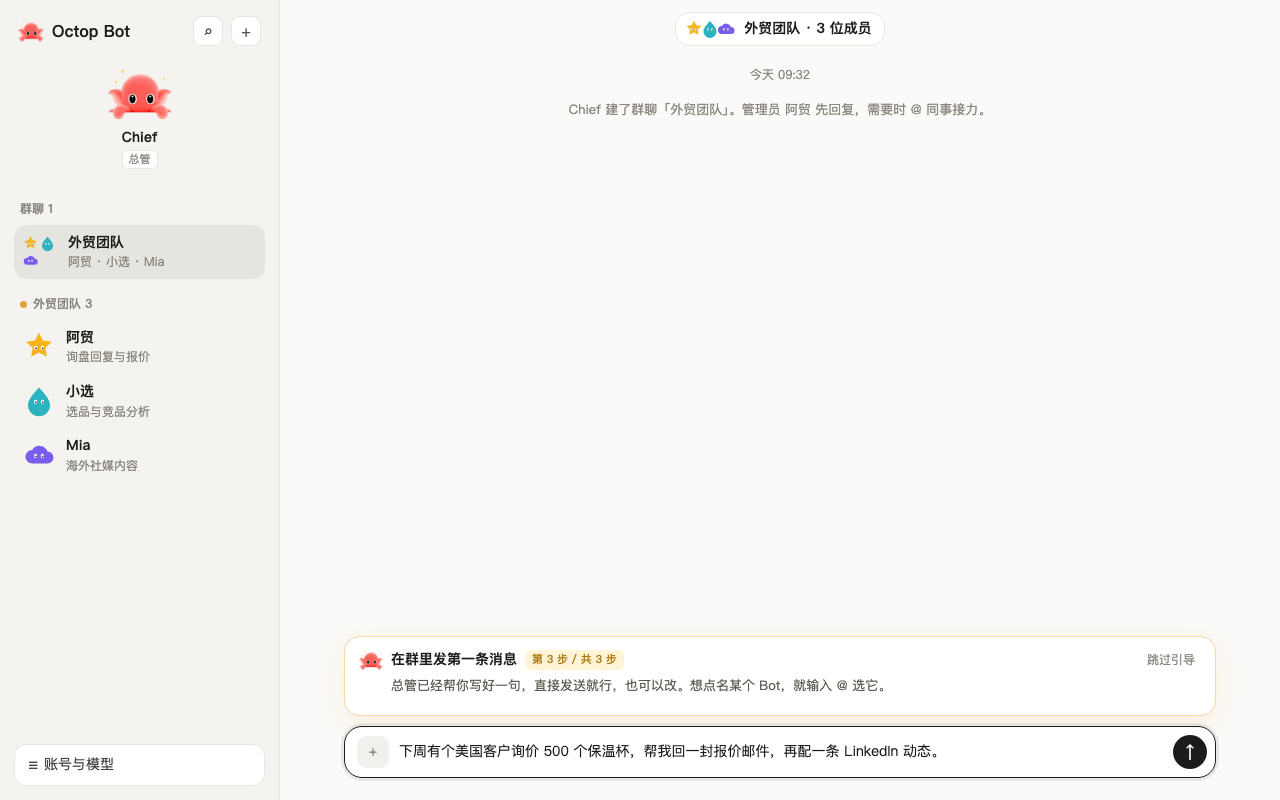 Octop Bot
Chief
总管
群聊 1
外贸团队
阿贸 · 小选 · Mia
外贸团队 3
阿贸
询盘回复与报价
小选
选品与竞品分析
Mia
海外社媒内容
账号与模型
外贸团队 · 3 位成员
今天 09:32
Chief 建了群聊「外贸团队」。管理员 阿贸 先回复，需要时 @ 同事接力。
在群里发第一条消息 第 3 步 / 共 3 步 跳过引导
总管已经帮你写好一句，直接发送就行，也可以改。想点名某个 Bot，就输入 @ 选它。
下周有个美国客户询价 500 个保温杯，帮我回一封报价邮件，再配一条 LinkedIn 动态。